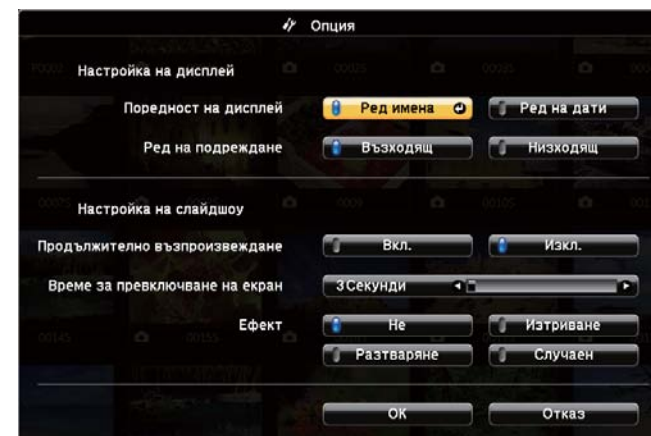 Опция
Настройка на дисплей
Поредност на дисплей Ред имена Ред на дати
Ред на подреждане Възходящ Низходящ
Настройка на слайдшоу
Продължително възпроизвеждане Вкл. Изкл.
Време за превключване на екран 3Секунди
Ефект Не Изтриване
Разтваряне Случаен
OK Отказ